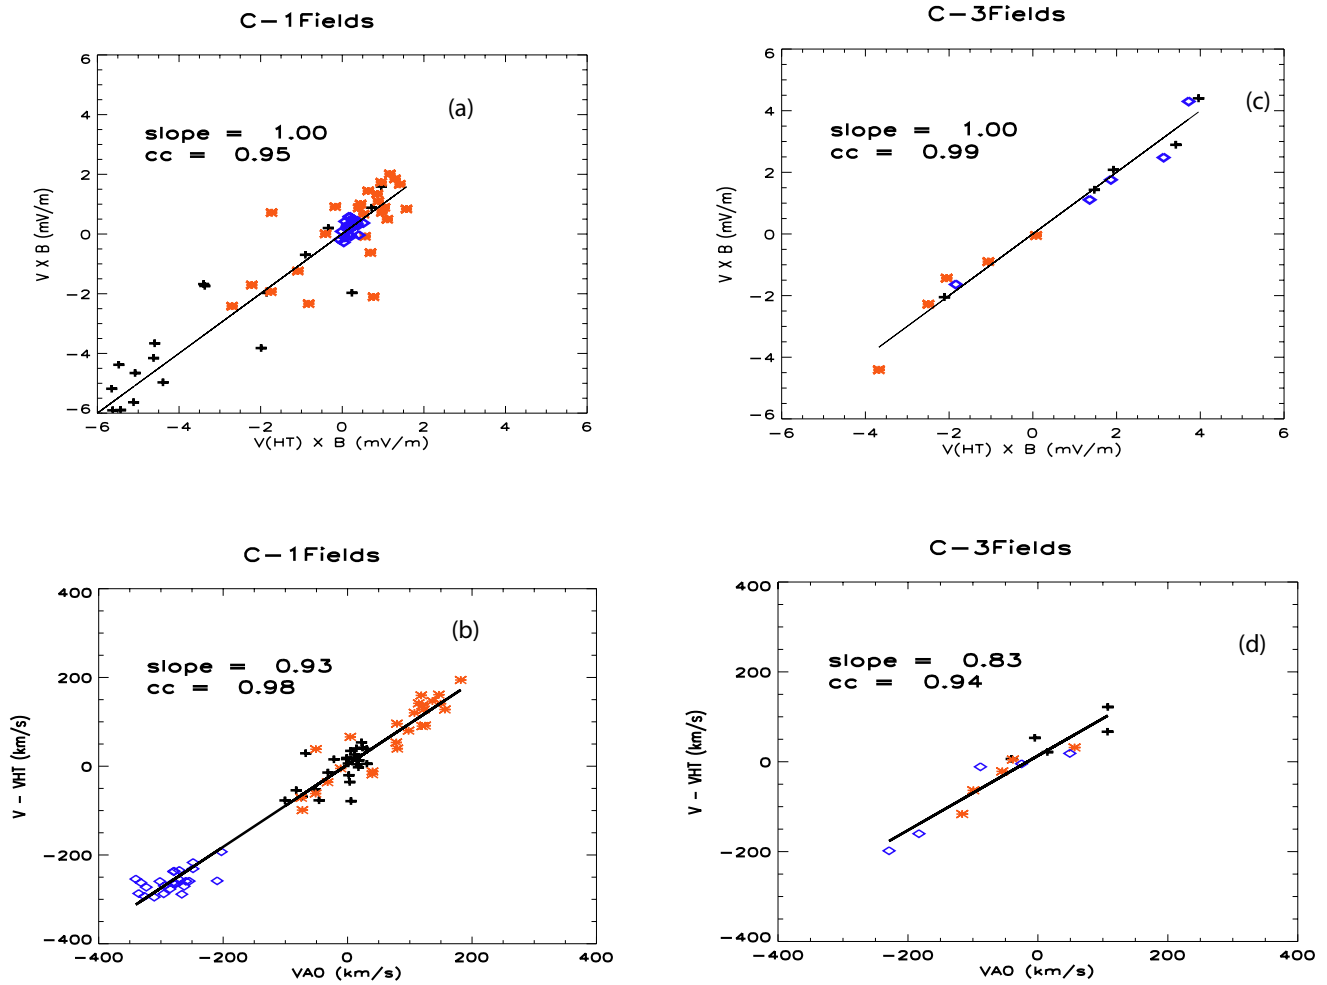 C-1Fields
(a)
slope = 1.00
cc = 0.95
6
4
2
0
-2
-4
-6
V X B (mV/m)
-6 -4 -2 0 2 4 6
V(HT) X B (mV/m)
C-3Fields
(c)
slope = 1.00
cc = 0.99
6
4
2
0
-2
-4
-6
V X B (mV/m)
-6 -4 -2 0 2 4 6
V(HT) X B (mV/m)
C-1Fields
(b)
slope = 0.93
cc = 0.98
400
200
0
-200
-400
V - VHT (km/s)
-400 -200 0 200 400
VAO (km/s)
C-3Fields
(d)
slope = 0.83
cc = 0.94
400
200
0
-200
-400
V - VHT (km/s)
-400 -200 0 200 400
VAO (km/s)